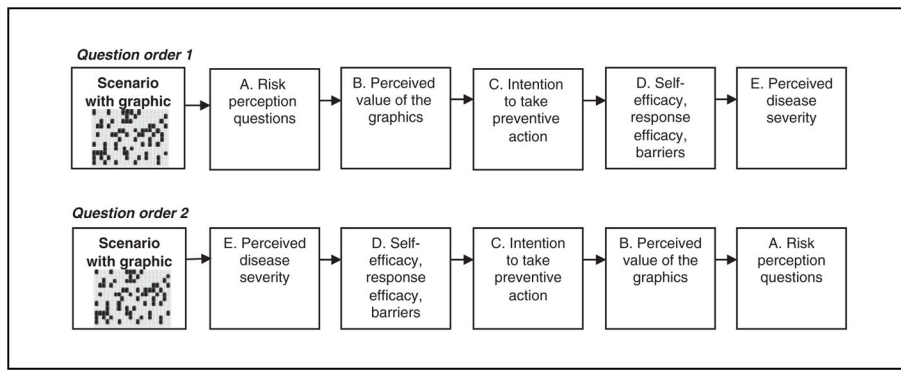 Question order 1
Scenario
with graphic
A. Risk
perception
questions
B. Perceived
value of the
graphics
C. Intention
to take
preventive
action
D. Self-
efficacy,
response
efficacy,
barriers
E. Perceived
disease
severity
Question order 2
Scenario
with graphic
E. Perceived
disease
severity
D. Self-
efficacy,
response
efficacy,
barriers
C. Intention
to take
preventive
action
B. Perceived
value of the
graphics
A. Risk
perception
questions